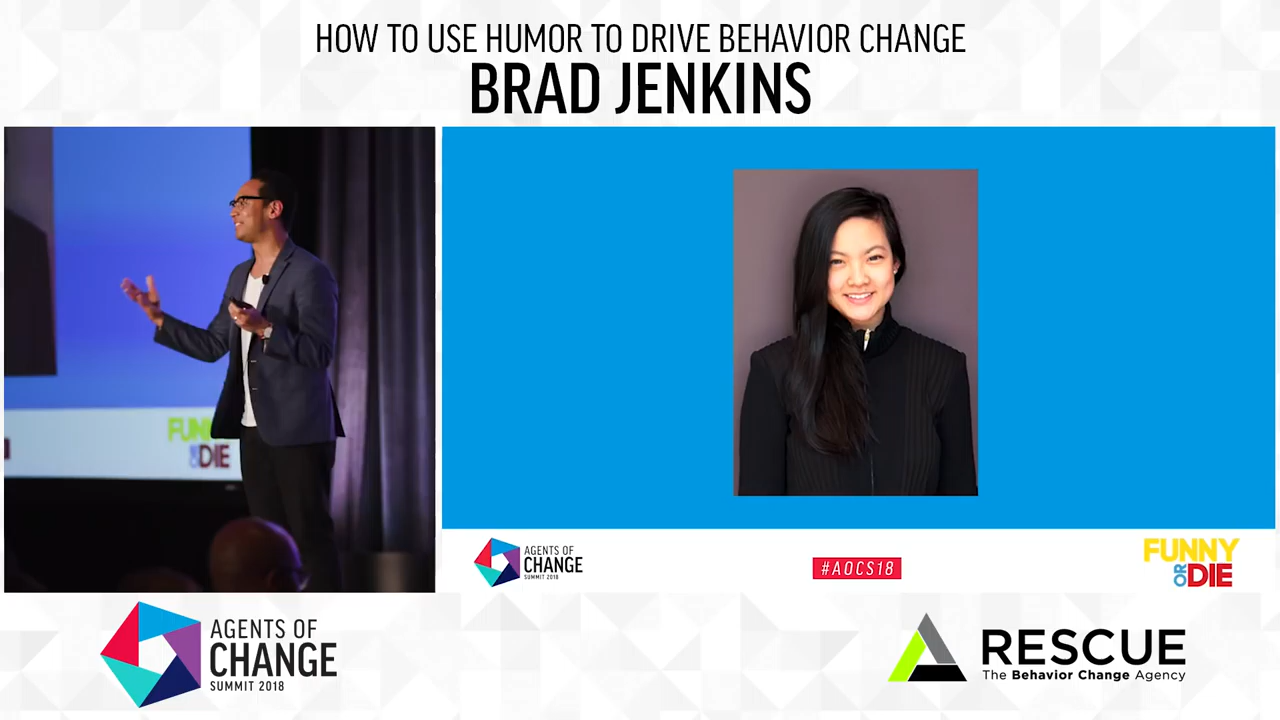 HOW TO USE HUMOR TO DRIVE BEHAVIOR CHANGE
BRAD JENKINS
FUN
OR DIE
AGENTS OF
CHANGE
SUMMIT 2018
#AOCS18
FUNNY
OR DIE
AGENTS OF
CHANGE
SUMMIT 2018
RESCUE
The Behavior Change Agency